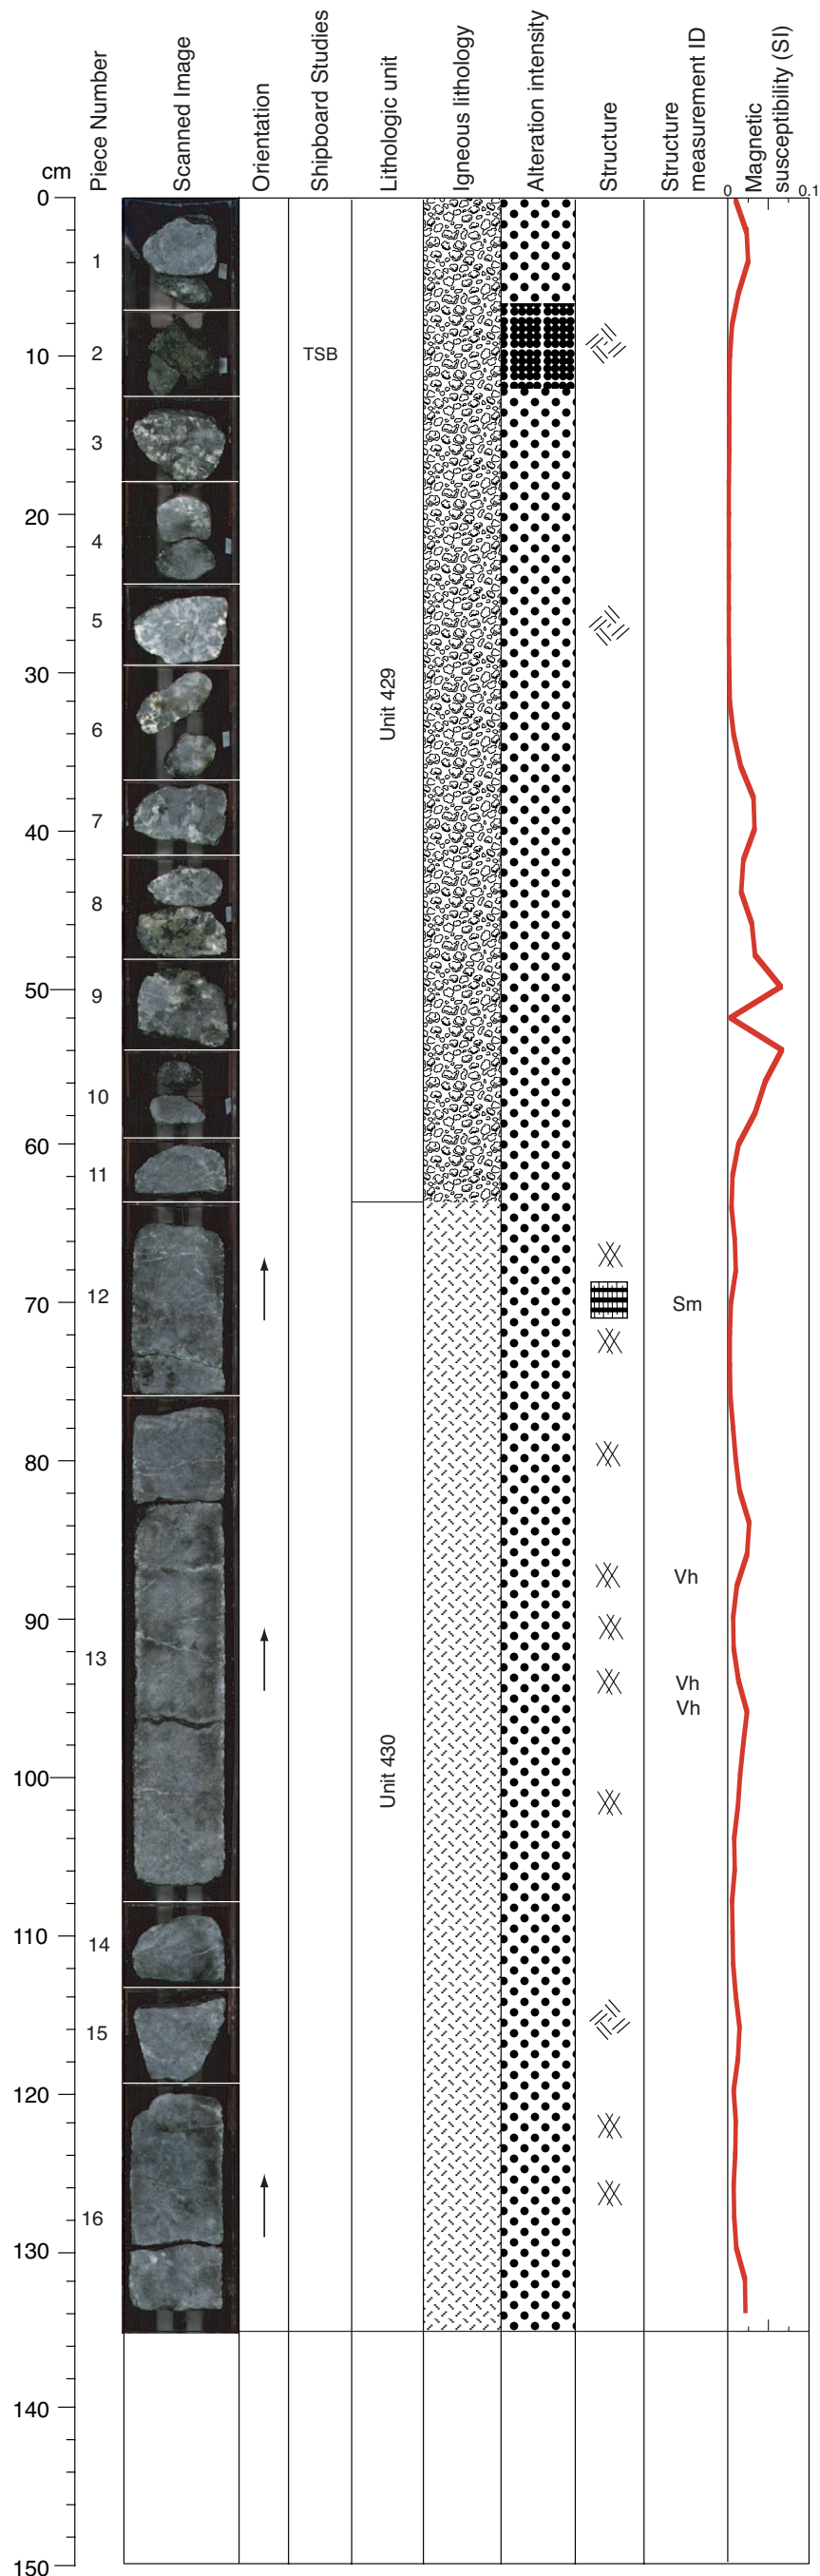 cm
Piece Number
Scanned Image
Orientation
Shipboard Studies
Lithologic unit
Igneous lithology
Alteration intensity
Structure
Structure
measurement ID
Magnetic
susceptibility (SI)
0 0.1
0
1
2
TSB
10
3
20
4
5
30
Unit 429
6
7
40
8
50
9
10
60
11
12
70
Sm
80
Vh
90
13
Vh
Vh
Unit 430
100
110
14
15
120
16
130
140
150